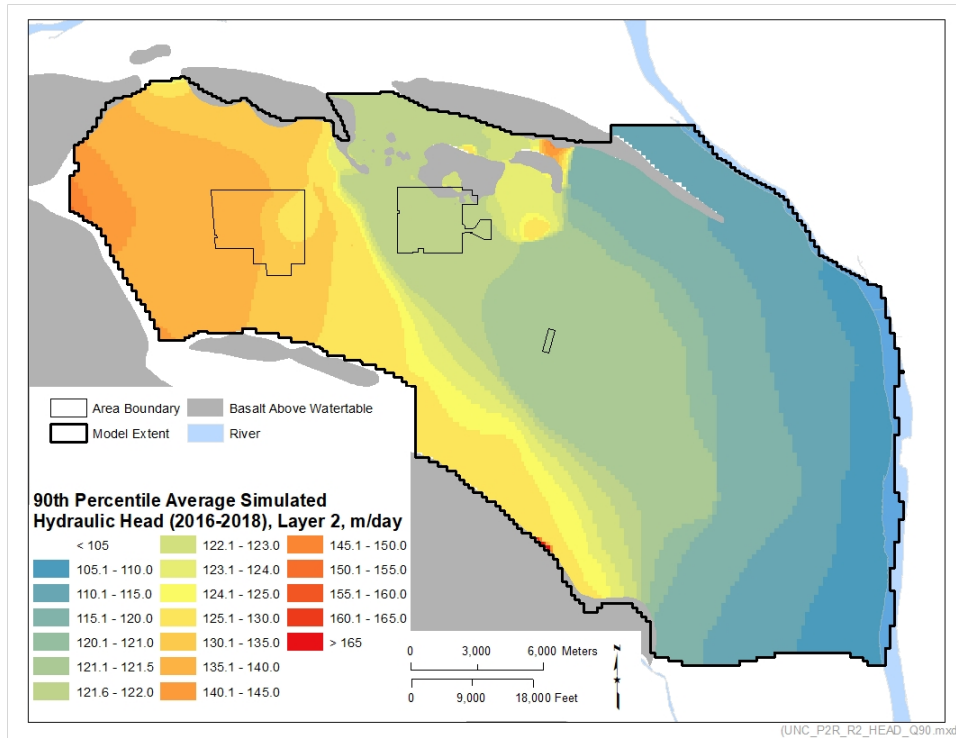 Area Boundary
Basalt Above Watertable
Model Extent
River
90th Percentile Average Simulated
Hydraulic Head (2016-2018), Layer 2, m/day
< 105
105.1 - 110.0
110.1 - 115.0
115.1 - 120.0
120.1 - 121.0
121.1 - 121.5
121.6 - 122.0
122.1 - 123.0
123.1 - 124.0
124.1 - 125.0
125.1 - 130.0
130.1 - 135.0
135.1 - 140.0
140.1 - 145.0
145.1 - 150.0
150.1 - 155.0
155.1 - 160.0
160.1 - 165.0
> 165
0 3,000 6,000 Meters
0 9,000 18,000 Feet
N
(UNC_P2R_R2_HEAD_Q90.mxd